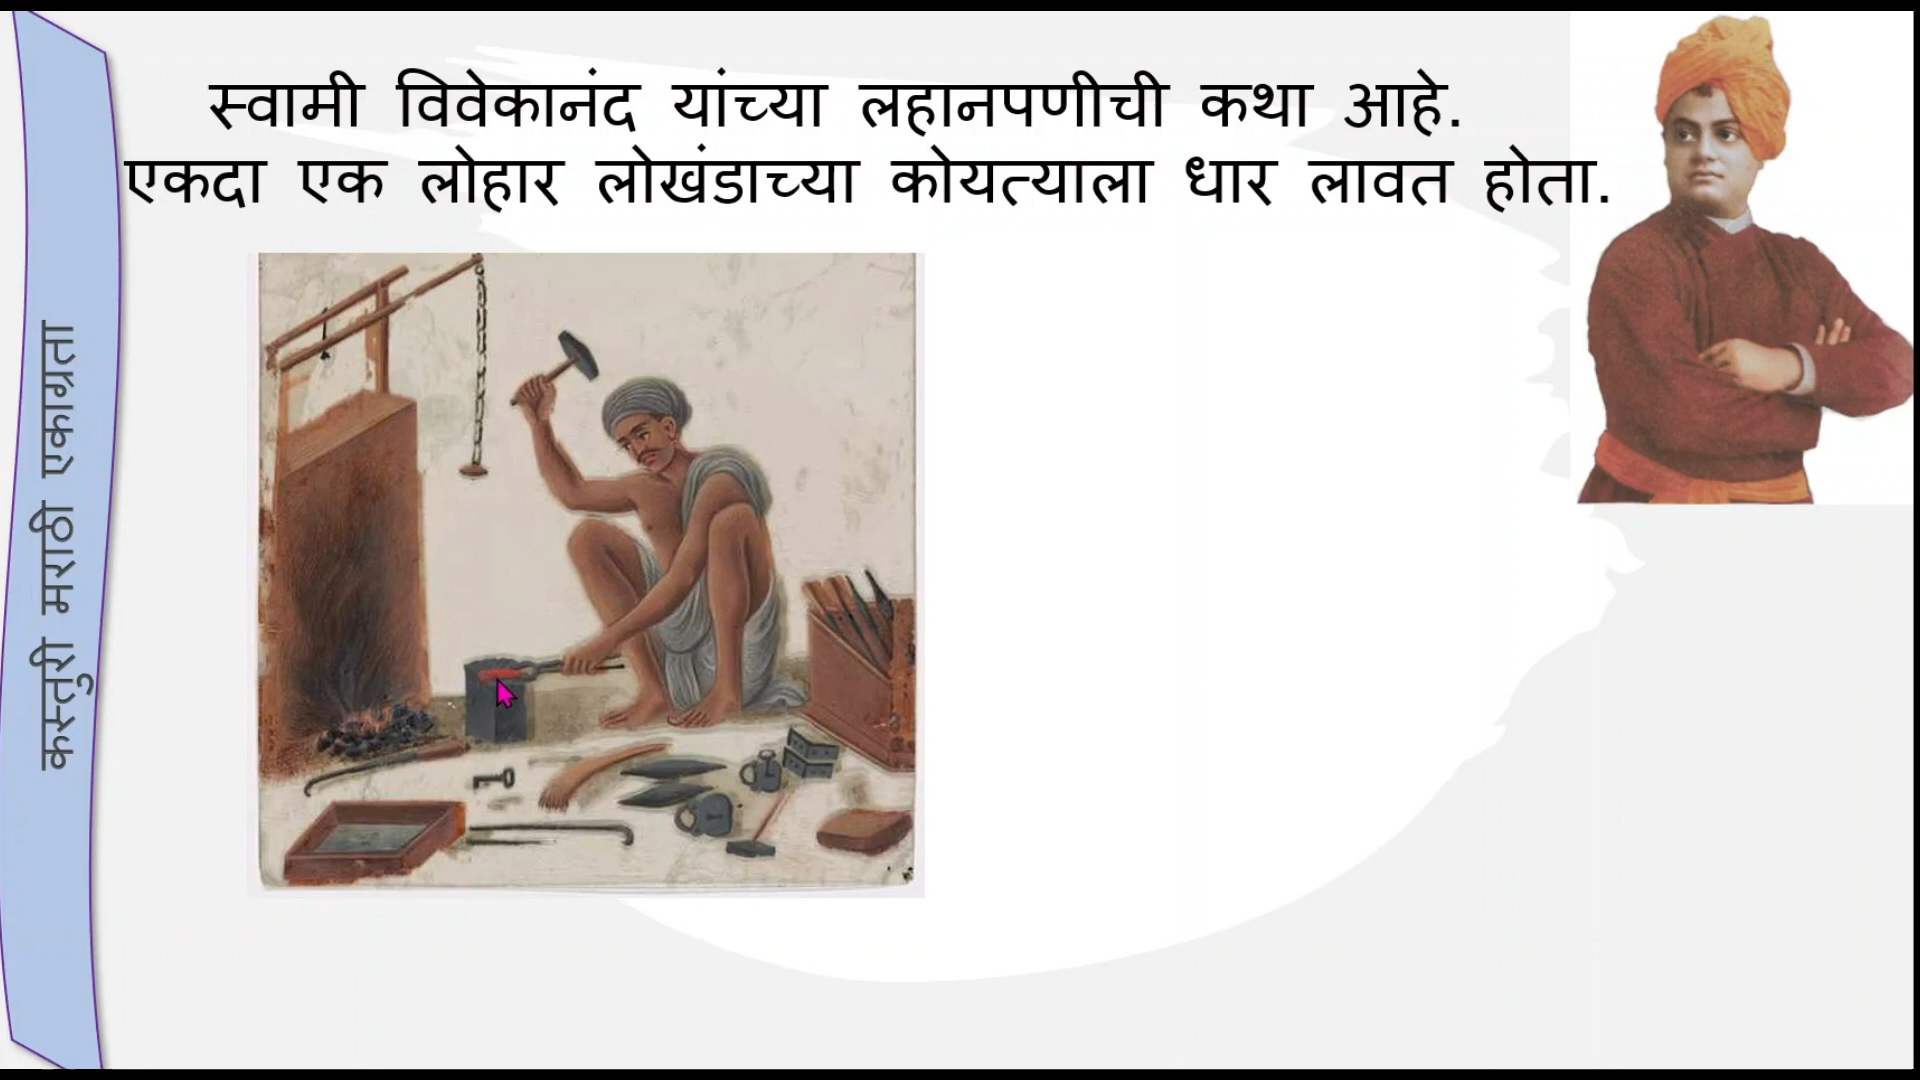 स्वामी विवेकानंद यांच्या लहानपणीची कथा आहे.
एकदा एक लोहार लोखंडाच्या कोयत्याला धार लावत होता.
कस्तुरी मराठी एकाग्रता